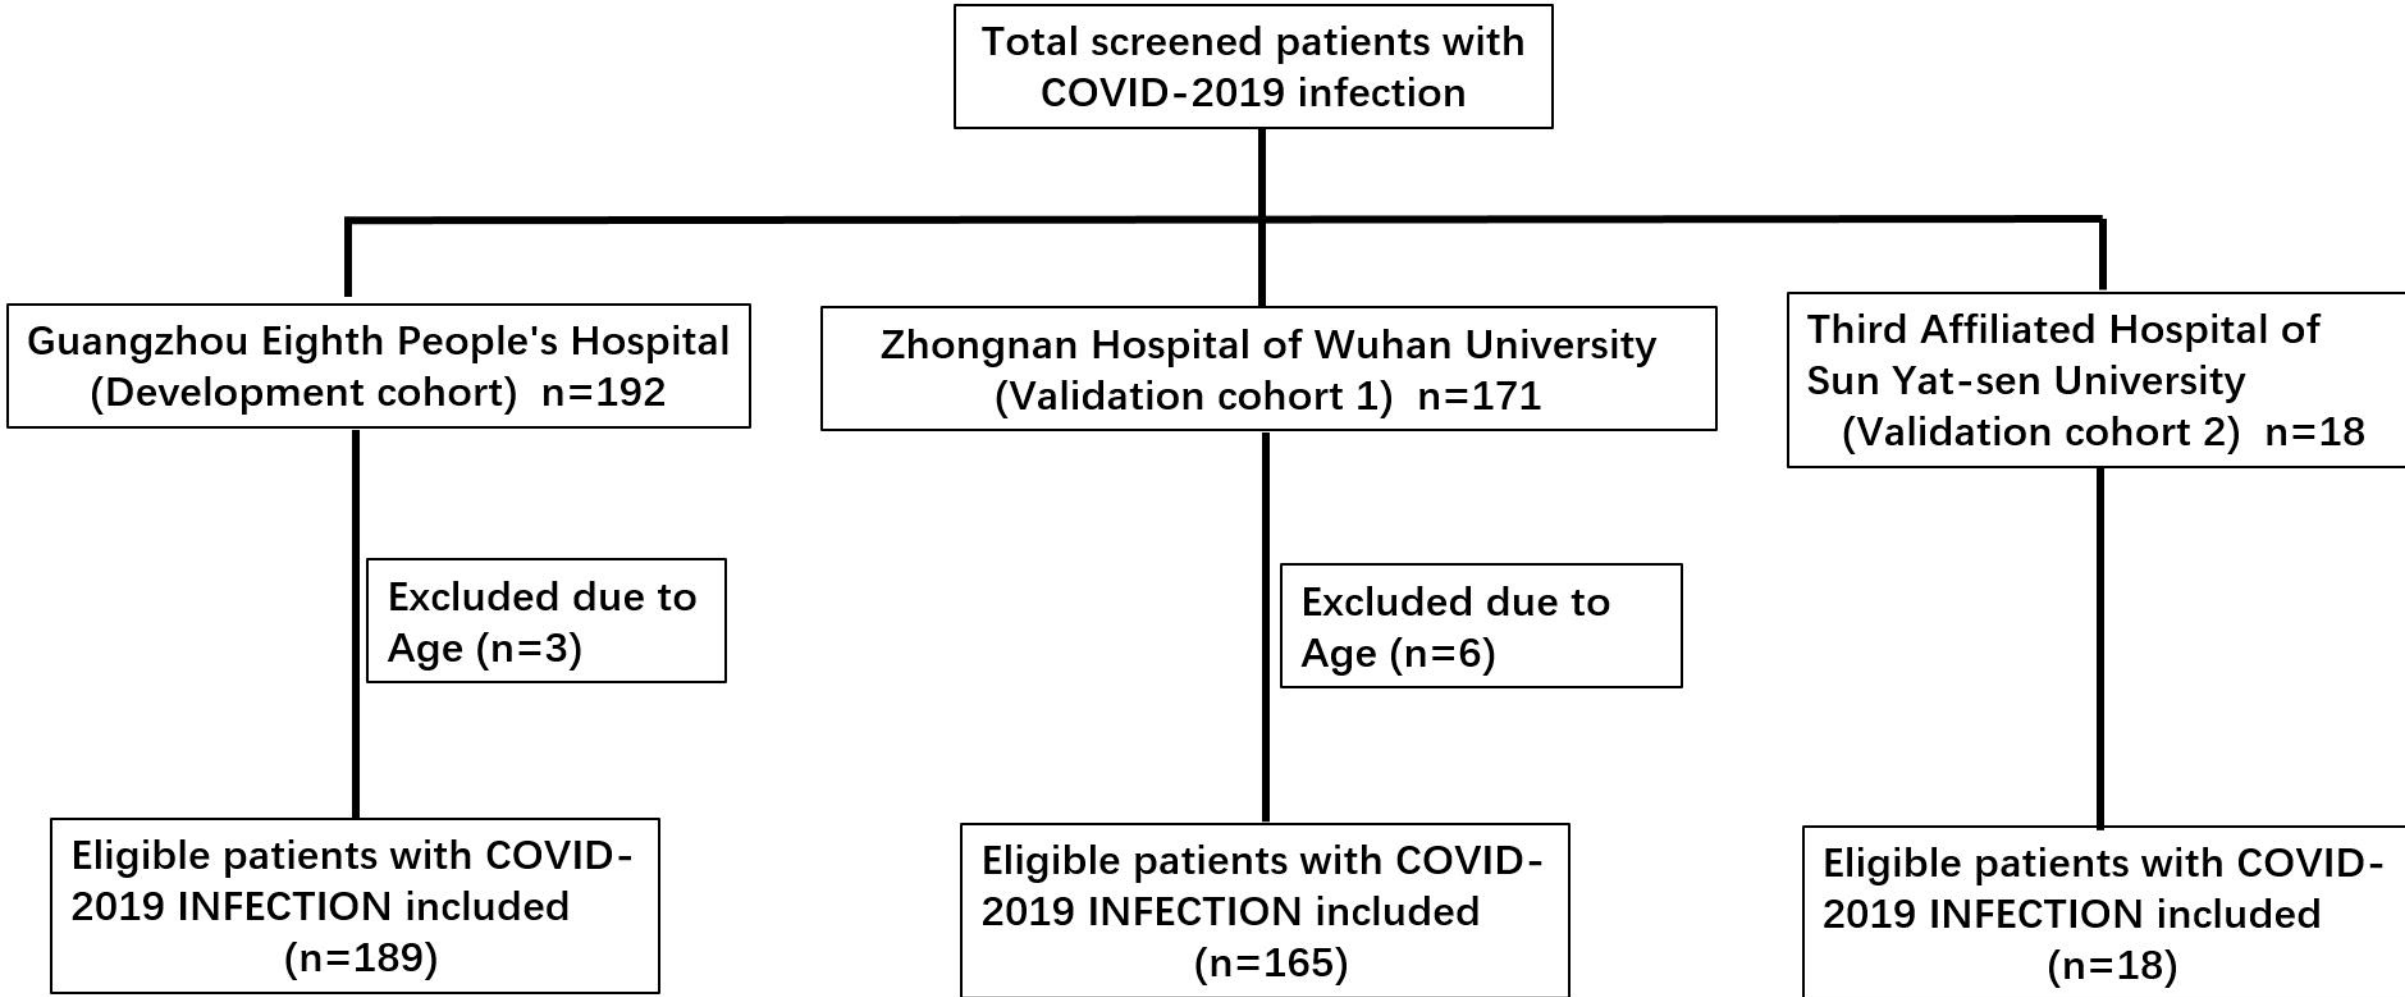 Total screened patients with
COVID-2019 infection
Guangzhou Eighth People's Hospital
(Development cohort) n=192
Zhongnan Hospital of Wuhan University
(Validation cohort 1) n=171
Third Affiliated Hospital of
Sun Yat-sen University
(Validation cohort 2) n=18
Excluded due to
Age (n=3)
Excluded due to
Age (n=6)
Eligible patients with COVID-
2019 INFECTION included
(n=189)
Eligible patients with COVID-
2019 INFECTION included
(n=165)
Eligible patients with COVID-
2019 INFECTION included
(n=18)